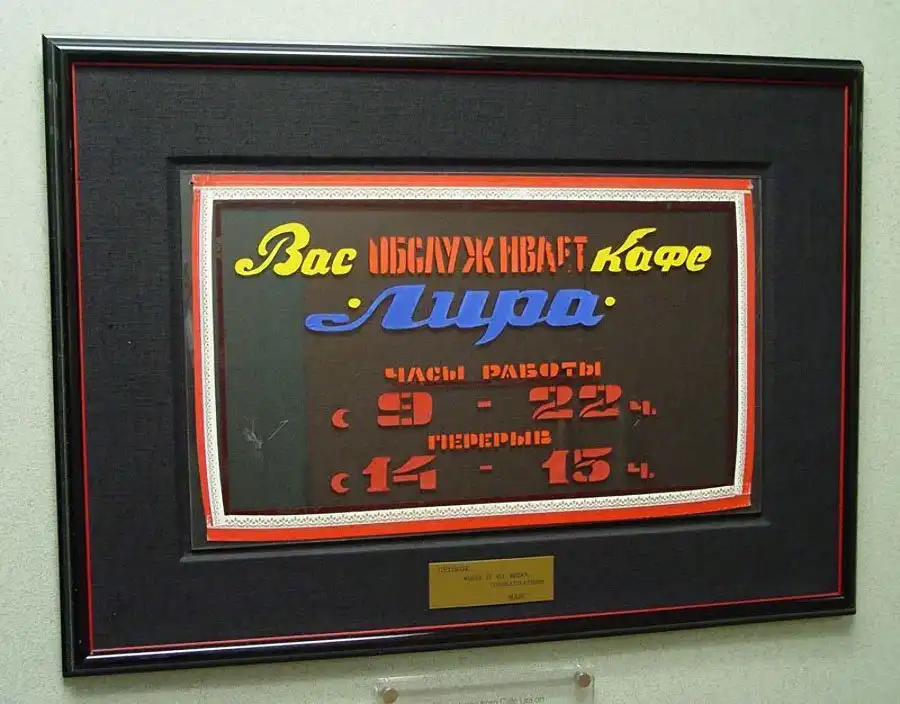 Вас ОБСЛУЖИВАЕТ кафе
Лира
ЧАСЫ РАБОТЫ
с 9 - 22 ч.
ПЕРЕРЫВ
с 14 - 15 ч.